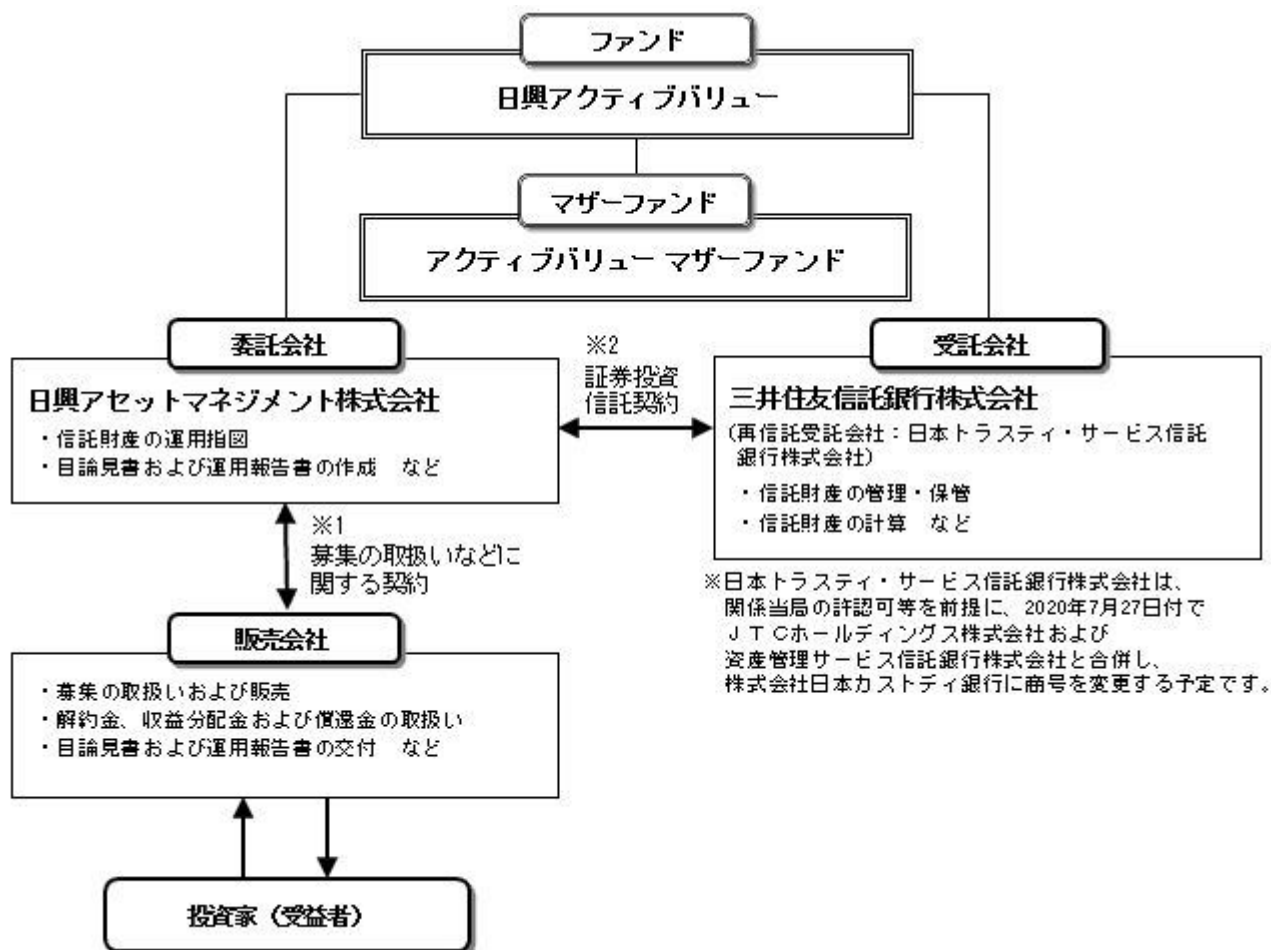 ファンド
日興アクティブバリュー
マザーファンド
アクティブバリュー マザーファンド
委託会社
日興アセットマネジメント株式会社
・信託財産の運用指図
・目論見書および運用報告書の作成　など
※2
証券投資
信託契約
受託会社
三井住友信託銀行株式会社
(再信託受託会社：日本トラスティ・サービス信託
銀行株式会社)
・信託財産の管理・保管
・信託財産の計算　など
※1
募集の取扱いなどに
関する契約
※日本トラスティ・サービス信託銀行株式会社は、
関係当局の許認可等を前提に、2020年7月27日付で
ＪＴＣホールディングス株式会社および
資産管理サービス信託銀行株式会社と合併し、
株式会社日本カストディ銀行に商号を変更する予定です。
販売会社
・募集の取扱いおよび販売
・解約金、収益分配金および償還金の取扱い
・目論見書および運用報告書の交付　など
投資家（受益者）